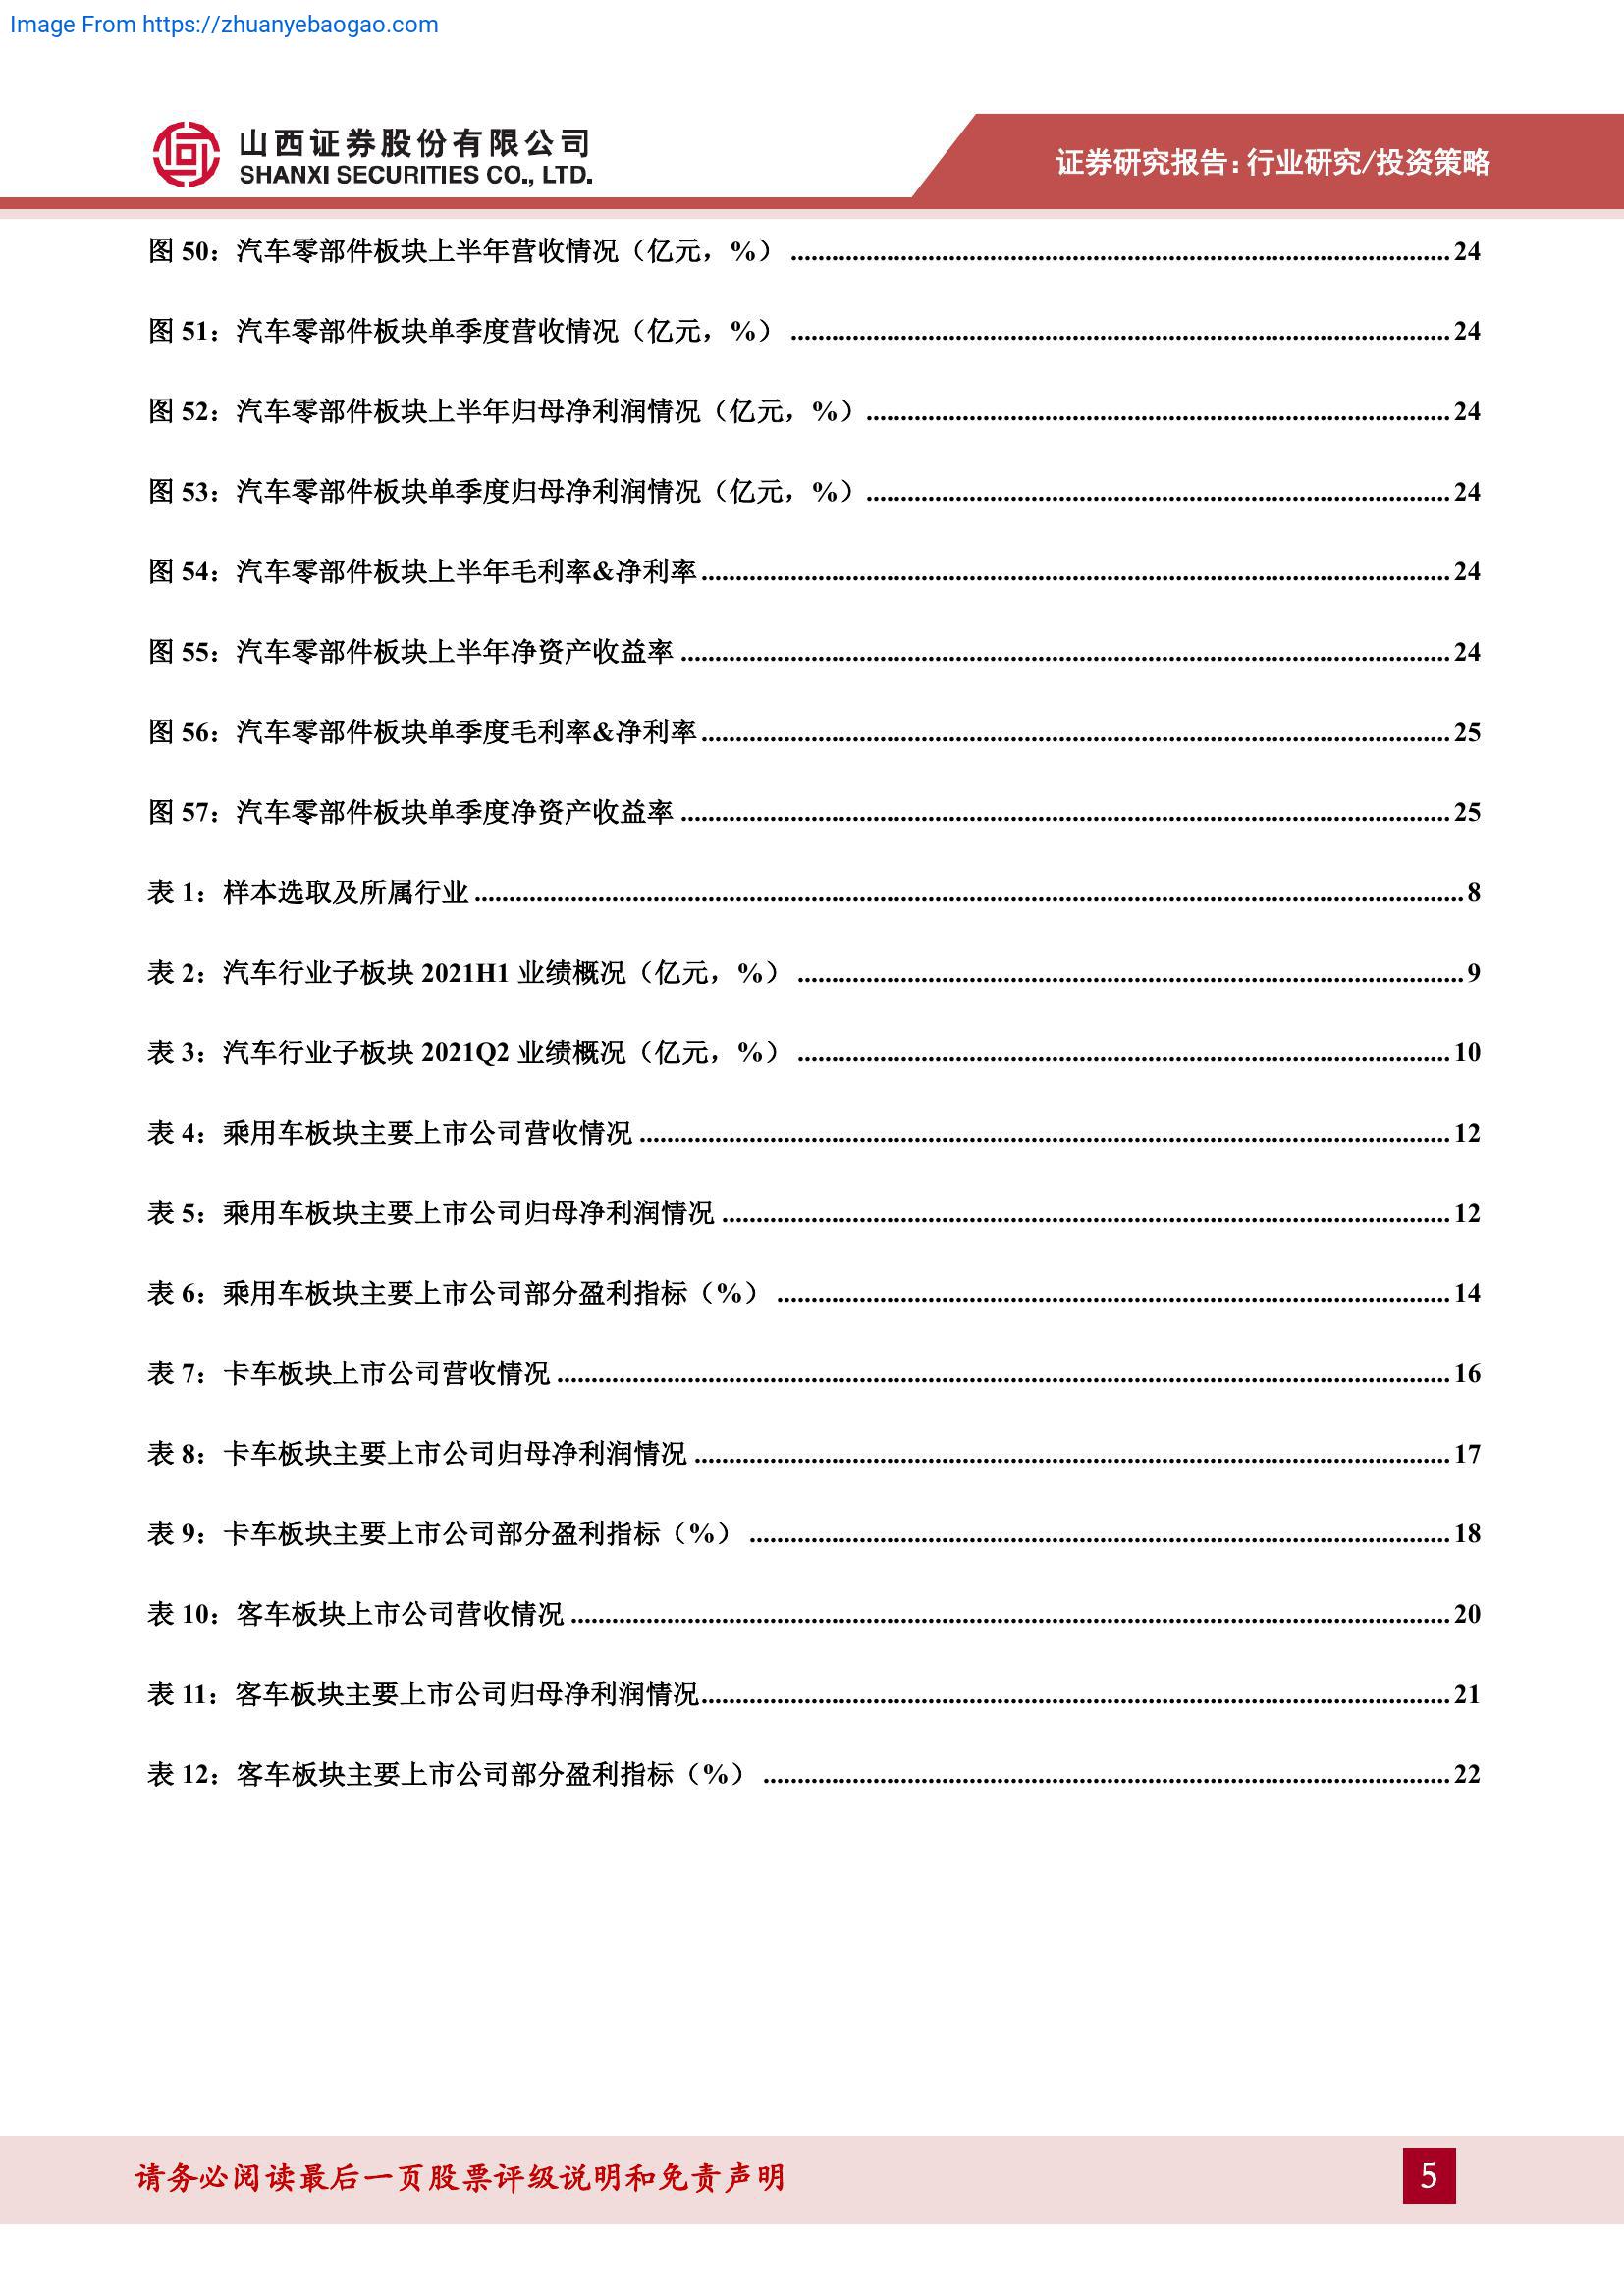 Image From https://zhuanyebaogao.com
山西证券股份有限公司
SHANXI SECURITIES CO., LTD.
证券研究报告：行业研究/投资策略
图 50：汽车零部件板块上半年营收情况（亿元，%） ........................ 24
图 51：汽车零部件板块单季度营收情况（亿元，%） ........................ 24
图 52：汽车零部件板块上半年归母净利润情况（亿元，%） ........................ 24
图 53：汽车零部件板块单季度归母净利润情况（亿元，%） ........................ 24
图 54：汽车零部件板块上半年毛利率&净利率 ........................ 24
图 55：汽车零部件板块上半年净资产收益率 ........................ 24
图 56：汽车零部件板块单季度毛利率&净利率 ........................ 25
图 57：汽车零部件板块单季度净资产收益率 ........................ 25
表 1：样本选取及所属行业 ........................ 8
表 2：汽车行业子板块 2021H1 业绩概况（亿元，%） ........................ 9
表 3：汽车行业子板块 2021Q2 业绩概况（亿元，%） ........................ 10
表 4：乘用车板块主要上市公司营收情况 ........................ 12
表 5：乘用车板块主要上市公司归母净利润情况 ........................ 12
表 6：乘用车板块主要上市公司部分盈利指标（%） ........................ 14
表 7：卡车板块上市公司营收情况 ........................ 16
表 8：卡车板块主要上市公司归母净利润情况 ........................ 17
表 9：卡车板块主要上市公司部分盈利指标（%） ........................ 18
表 10：客车板块上市公司营收情况 ........................ 20
表 11：客车板块主要上市公司归母净利润情况 ........................ 21
表 12：客车板块主要上市公司部分盈利指标（%） ........................ 22
请务必阅读最后一页股票评级说明和免责声明
5